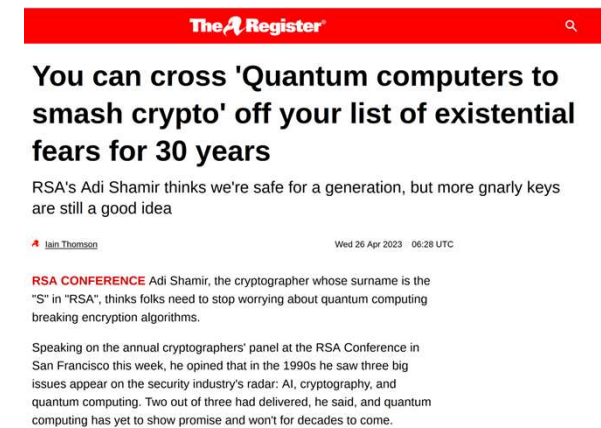 The Register®
You can cross 'Quantum computers to
smash crypto' off your list of existential
fears for 30 years
RSA's Adi Shamir thinks we're safe for a generation, but more gnarly keys
are still a good idea
Iain Thomson
Wed 26 Apr 2023 06:28 UTC
RSA CONFERENCE Adi Shamir, the cryptographer whose surname is the
"S" in "RSA", thinks folks need to stop worrying about quantum computing
breaking encryption algorithms.
Speaking on the annual cryptographers' panel at the RSA Conference in
San Francisco this week, he opined that in the 1990s he saw three big
issues appear on the security industry's radar: AI, cryptography, and
quantum computing. Two out of three had delivered, he said, and quantum
computing has yet to show promise and won't for decades to come.